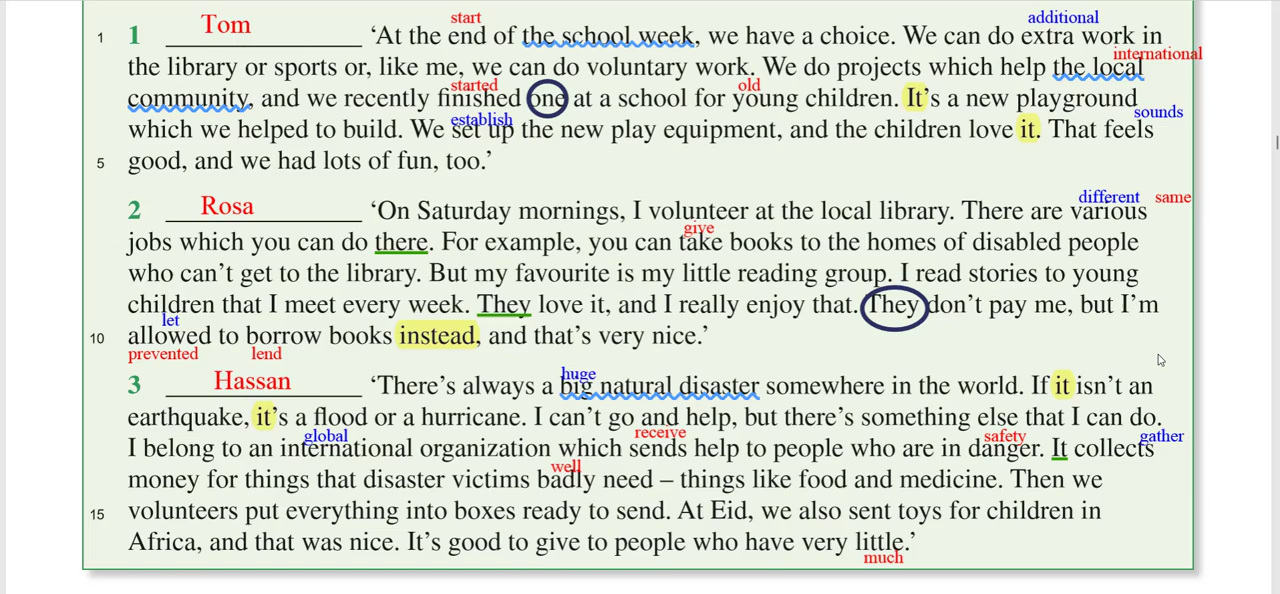 start additional
1 1 Tom ‘At the end of the school week, we have a choice. We can do extra work in
international
the library or sports or, like me, we can do voluntary work. We do projects which help the local
started old
community, and we recently finished one at a school for young children. It’s a new playground
establish sounds
which we helped to build. We set up the new play equipment, and the children love it. That feels
5 good, and we had lots of fun, too.’
different same
2 Rosa ‘On Saturday mornings, I volunteer at the local library. There are various
give
jobs which you can do there. For example, you can take books to the homes of disabled people
who can’t get to the library. But my favourite is my little reading group. I read stories to young
children that I meet every week. They love it, and I really enjoy that. They don’t pay me, but I’m
let
10 allowed to borrow books instead, and that’s very nice.’
prevented lend
huge
3 Hassan ‘There’s always a big natural disaster somewhere in the world. If it isn’t an
earthquake, it’s a flood or a hurricane. I can’t go and help, but there’s something else that I can do.
global receive safety gather
I belong to an international organization which sends help to people who are in danger. It collects
well
money for things that disaster victims badly need – things like food and medicine. Then we
15 volunteers put everything into boxes ready to send. At Eid, we also sent toys for children in
Africa, and that was nice. It’s good to give to people who have very little.’
much